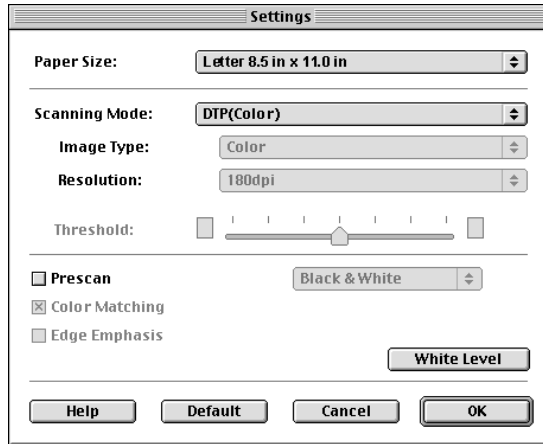 Settings
Paper Size: Letter 8.5 in x 11.0 in
Scanning Mode: DTP(Color)
Image Type: Color
Resolution: 180dpi
Threshold:
Prescan Black & White
Color Matching
Edge Emphasis
White Level
Help Default Cancel OK